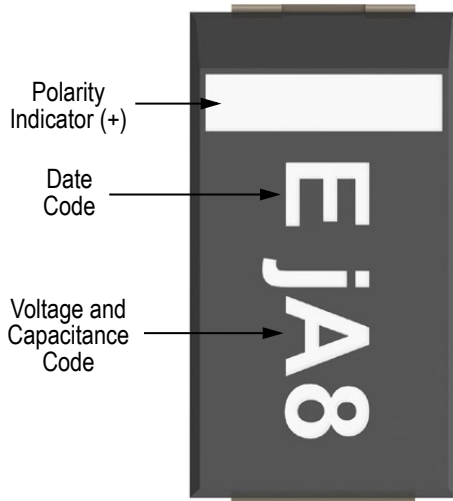 Polarity
Indicator (+)
Date
Code
Voltage and
Capacitance
Code
E jA8